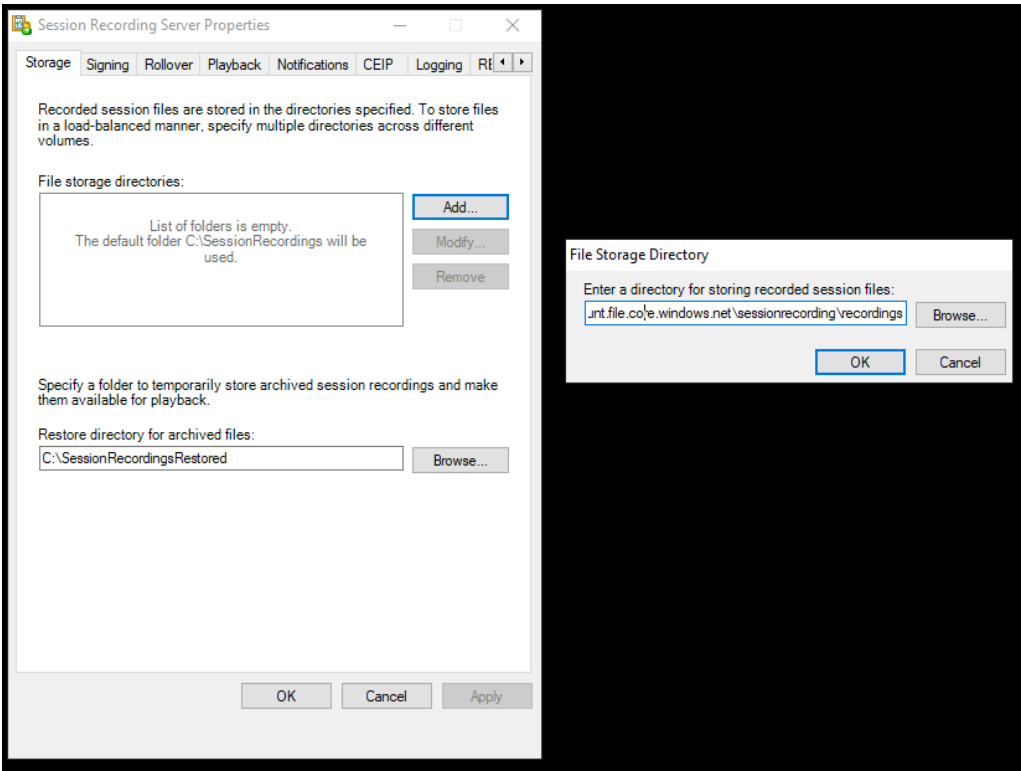 Session Recording Server Properties
Storage Signing Rollover Playback Notifications CEIP Logging
Recorded session files are stored in the directories specified. To store files
in a load-balanced manner, specify multiple directories across different
volumes.
File storage directories:
List of folders is empty.
The default folder C:\SessionRecordings will be
used.
Add...
Modify...
Remove
Specify a folder to temporarily store archived session recordings and make
them available for playback.
Restore directory for archived files:
C:\SessionRecordingsRestored
Browse...
OK Cancel Apply
File Storage Directory
Enter a directory for storing recorded session files:
unt.file.core.windows.net\sessionrecording\recordings
Browse...
OK Cancel